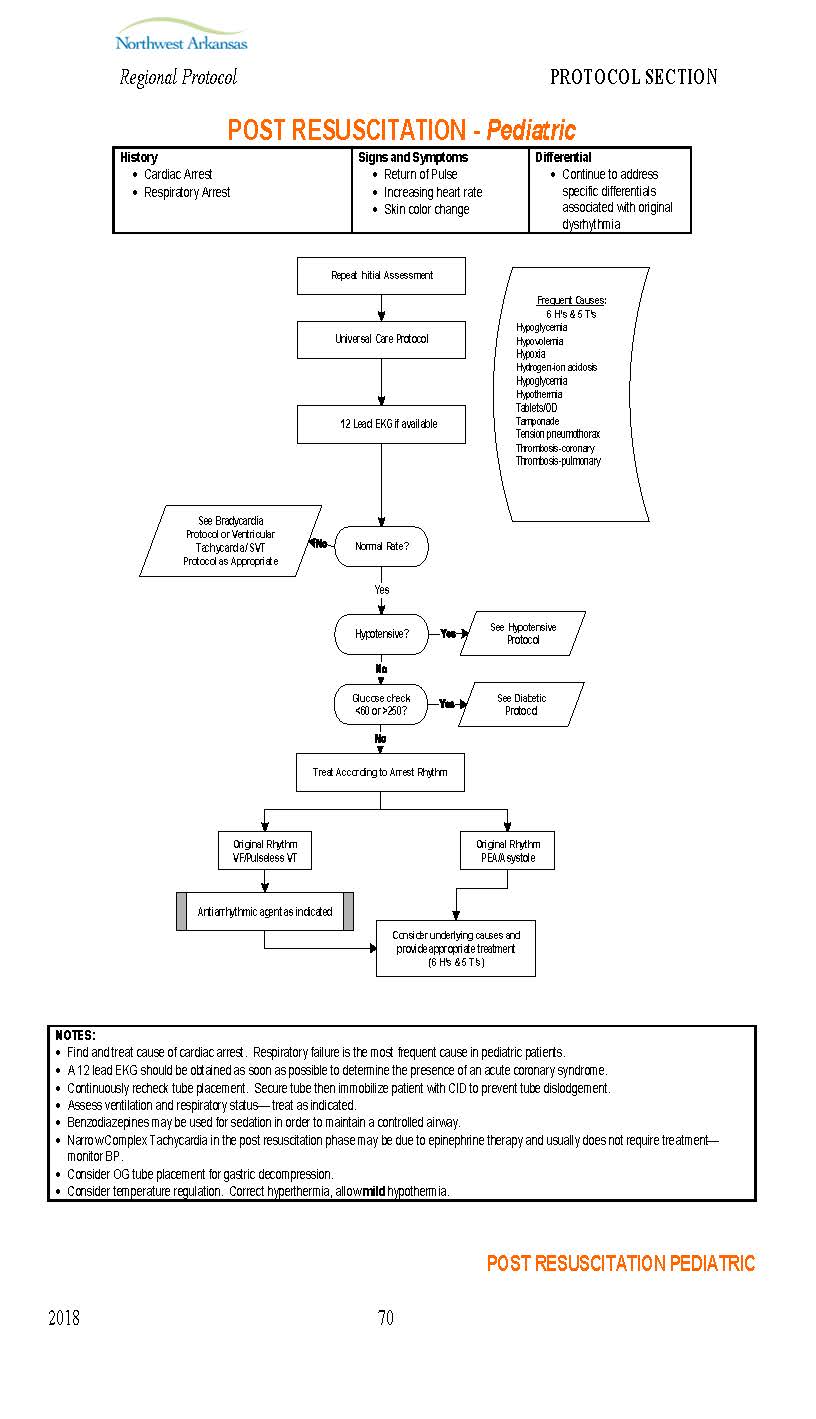 Northwest Arkansas
Regional Protocol
PROTOCOL SECTION
POST RESUSCITATION - Pediatric
History
• Cardiac Arrest
• Respiratory Arrest
Signs and Symptoms
• Return of Pulse
• Increasing heart rate
• Skin color change
Differential
• Continue to address
specific differentials
associated with original
dysrhythmia
Repeat Initial Assessment
Universal Care Protocol
12 Lead EKG if available
Frequent Causes:
6 H's & 5 T's
Hypoglycemia
Hypovolemia
Hypoxia
Hydrogen-ion acidosis
Hypoglycemia
Hypothermia
Tablets/OD
Tamponade
Tension pneumothorax
Thrombosis-coronary
Thrombosis-pulmonary
See Bradycardia
Protocol or Ventricular
Tachycardia/ SVT
Protocol as Appropriate
No
Normal Rate?
Yes
Hypotensive?
Yes
See Hypotensive
Protocol
No
Glucose check
<60 or >250?
Yes
See Diabetic
Protocol
No
Treat According to Arrest Rhythm
Original Rhythm
VF/Pulseless VT
Original Rhythm
PEA/Asystole
Antiarrhythmic agent as indicated
Consider underlying causes and
provide appropriate treatment
(6 H's & 5 T's)
NOTES:
• Find and treat cause of cardiac arrest. Respiratory failure is the most frequent cause in pediatric patients.
• A 12 lead EKG should be obtained as soon as possible to determine the presence of an acute coronary syndrome.
• Continuously recheck tube placement. Secure tube then immobilize patient with CID to prevent tube dislodgement.
• Assess ventilation and respiratory status—treat as indicated.
• Benzodiazepines may be used for sedation in order to maintain a controlled airway.
• Narrow Complex Tachycardia in the post resuscitation phase may be due to epinephrine therapy and usually does not require treatment—
monitor BP.
• Consider OG tube placement for gastric decompression.
• Consider temperature regulation. Correct hyperthermia, allow mild hypothermia.
POST RESUSCITATION PEDIATRIC
2018
70